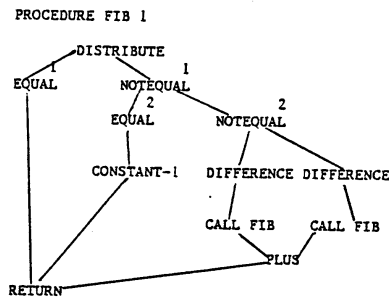 PROCEDURE FIB 1
DISTRIBUTE
1 1
EQUAL NOTEQUAL
2 2
EQUAL NOTEQUAL
CONSTANT-1 DIFFERENCE DIFFERENCE
CALL FIB CALL FIB
PLUS
RETURN